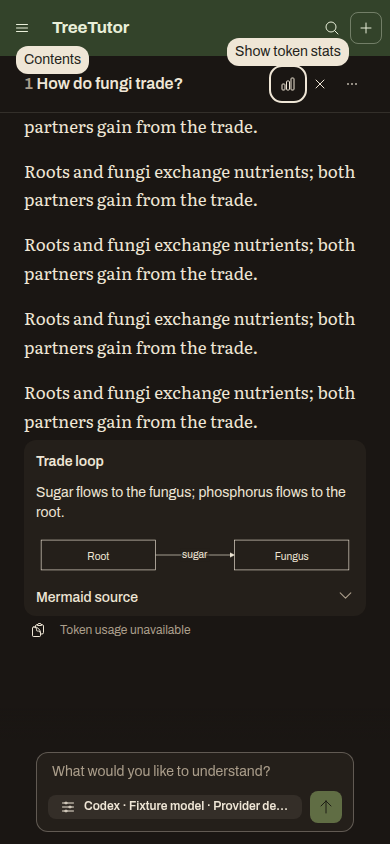 TreeTutor
Show token stats
Contents
1 How do fungi trade?
partners gain from the trade.
Roots and fungi exchange nutrients; both
partners gain from the trade.
Roots and fungi exchange nutrients; both
partners gain from the trade.
Roots and fungi exchange nutrients; both
partners gain from the trade.
Roots and fungi exchange nutrients; both
partners gain from the trade.
Trade loop
Sugar flows to the fungus; phosphorus flows to the
root.
Root sugar Fungus
Mermaid source
Token usage unavailable
What would you like to understand?
Codex · Fixture model · Provider de...